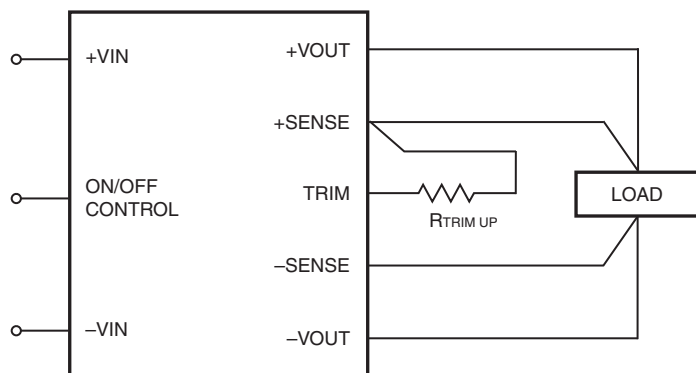 +VIN
ON/OFF
CONTROL
–VIN
+VOUT
+SENSE
TRIM
–SENSE
–VOUT
RTRIM UP
LOAD